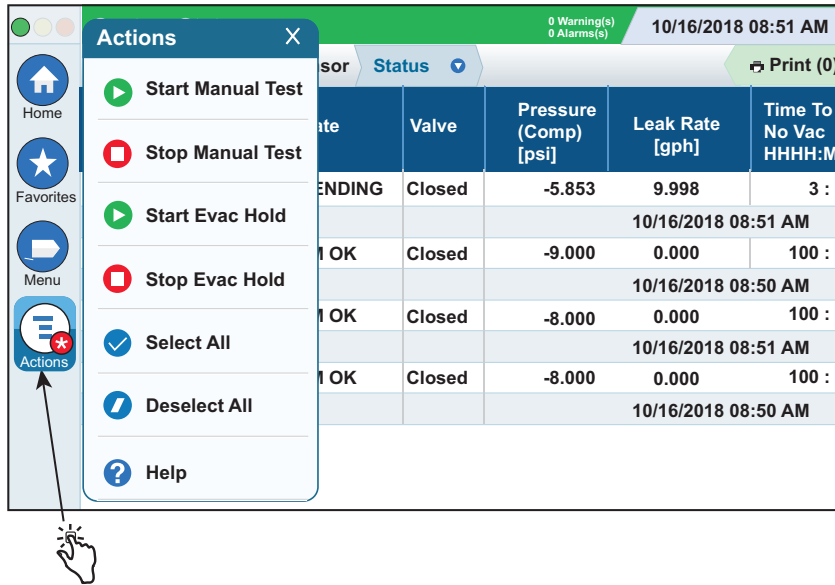 0 Warning(s)
0 Alarms(s)
10/16/2018 08:51 AM
Actions X
sor Status
Print (0)
Home
Favorites
Menu
Actions
Start Manual Test
Stop Manual Test
Start Evac Hold
Stop Evac Hold
Select All
Deselect All
Help
ate Valve Pressure (Comp) [psi] Leak Rate [gph] Time To No Vac HHHH:M
ENDING Closed -5.853 9.998 3 :
10/16/2018 08:51 AM
OK Closed -9.000 0.000 100 :
10/16/2018 08:50 AM
OK Closed -8.000 0.000 100 :
10/16/2018 08:51 AM
OK Closed -8.000 0.000 100 :
10/16/2018 08:50 AM